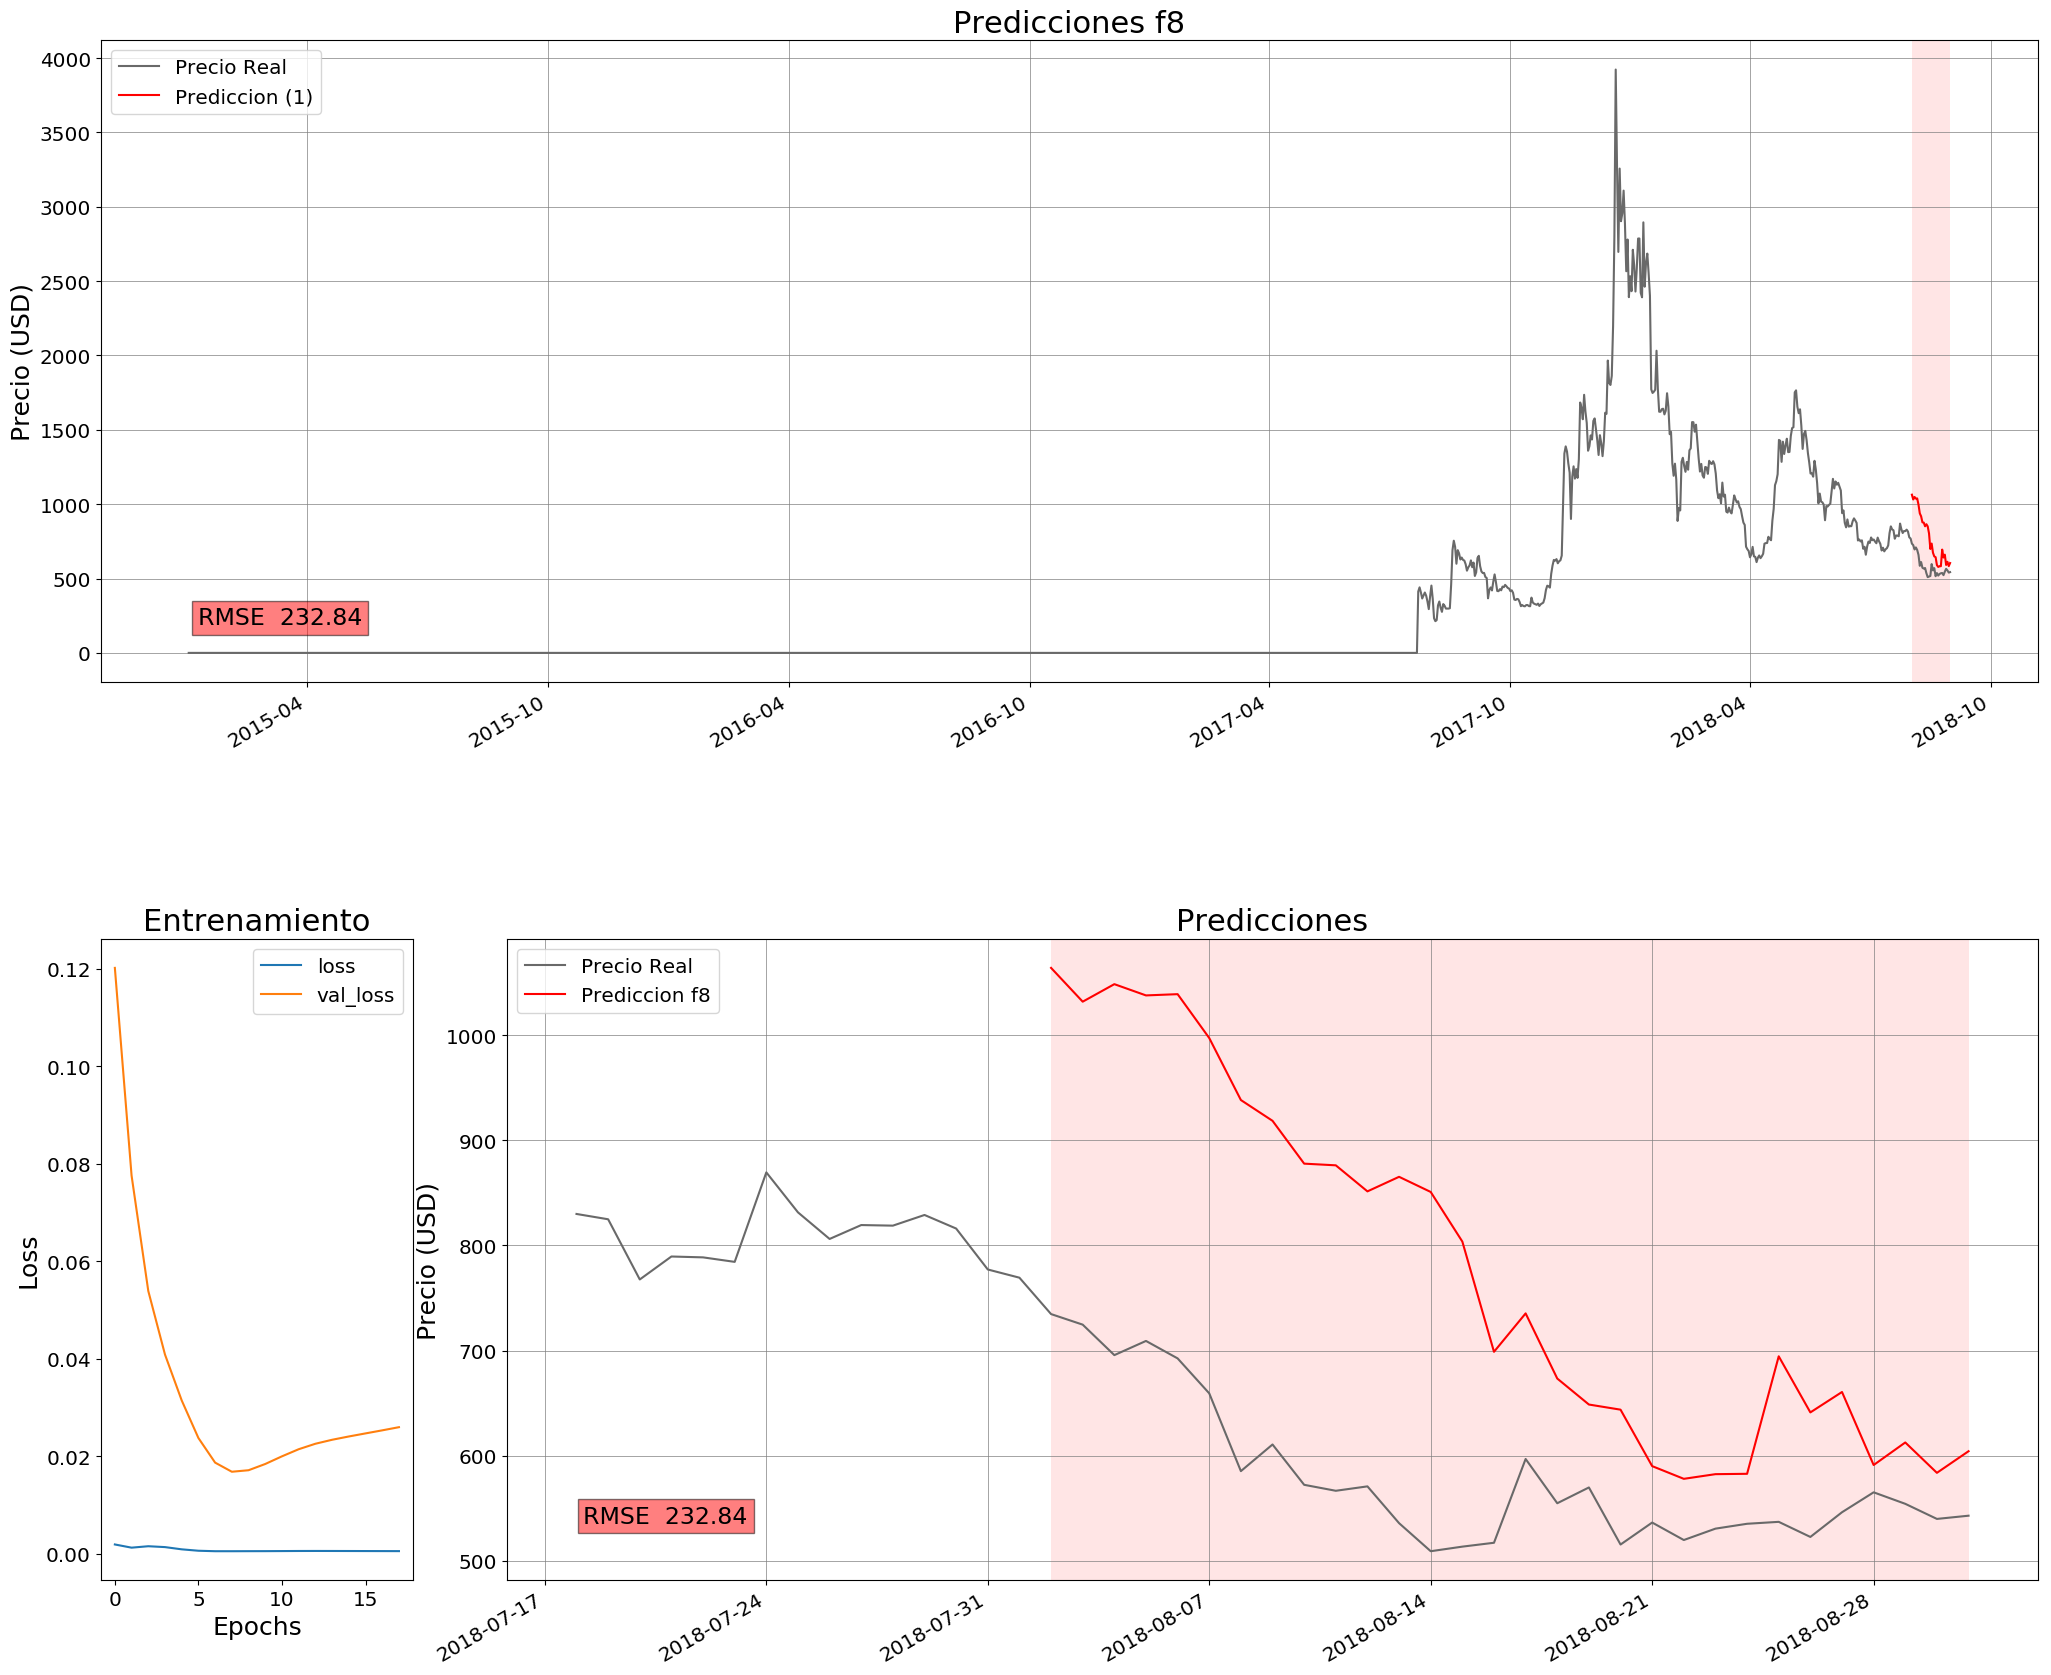 Predicciones f8
Precio Real
Prediccion (1)
Precio (USD)
4000
3500
3000
2500
2000
1500
1000
500
0
RMSE  232.84
2015-04
2015-10
2016-04
2016-10
2017-04
2017-10
2018-04
2018-10
Entrenamiento
loss
val_loss
Loss
0.12
0.10
0.08
0.06
0.04
0.02
0.00
0
5
10
15
Epochs
Predicciones
Precio Real
Prediccion f8
Precio (USD)
1000
900
800
700
600
500
RMSE  232.84
2018-07-17
2018-07-24
2018-07-31
2018-08-07
2018-08-14
2018-08-21
2018-08-28